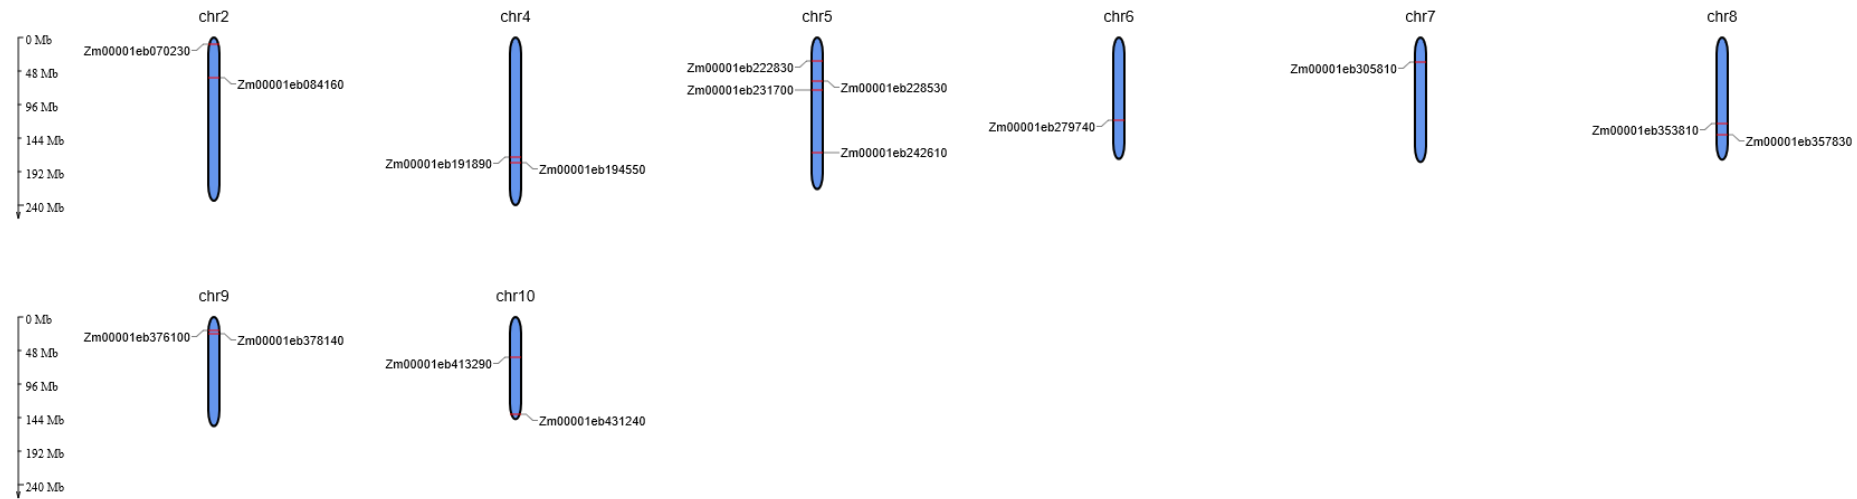 chr2
chr4
chr5
chr6
chr7
chr8
0 Mb
48 Mb
96 Mb
144 Mb
192 Mb
240 Mb
Zm00001eb070230
Zm00001eb084160
Zm00001eb191890
Zm00001eb194550
Zm00001eb222830
Zm00001eb228530
Zm00001eb231700
Zm00001eb242610
Zm00001eb279740
Zm00001eb305810
Zm00001eb353810
Zm00001eb357830
chr9
chr10
0 Mb
48 Mb
96 Mb
144 Mb
192 Mb
240 Mb
Zm00001eb376100
Zm00001eb378140
Zm00001eb413290
Zm00001eb431240